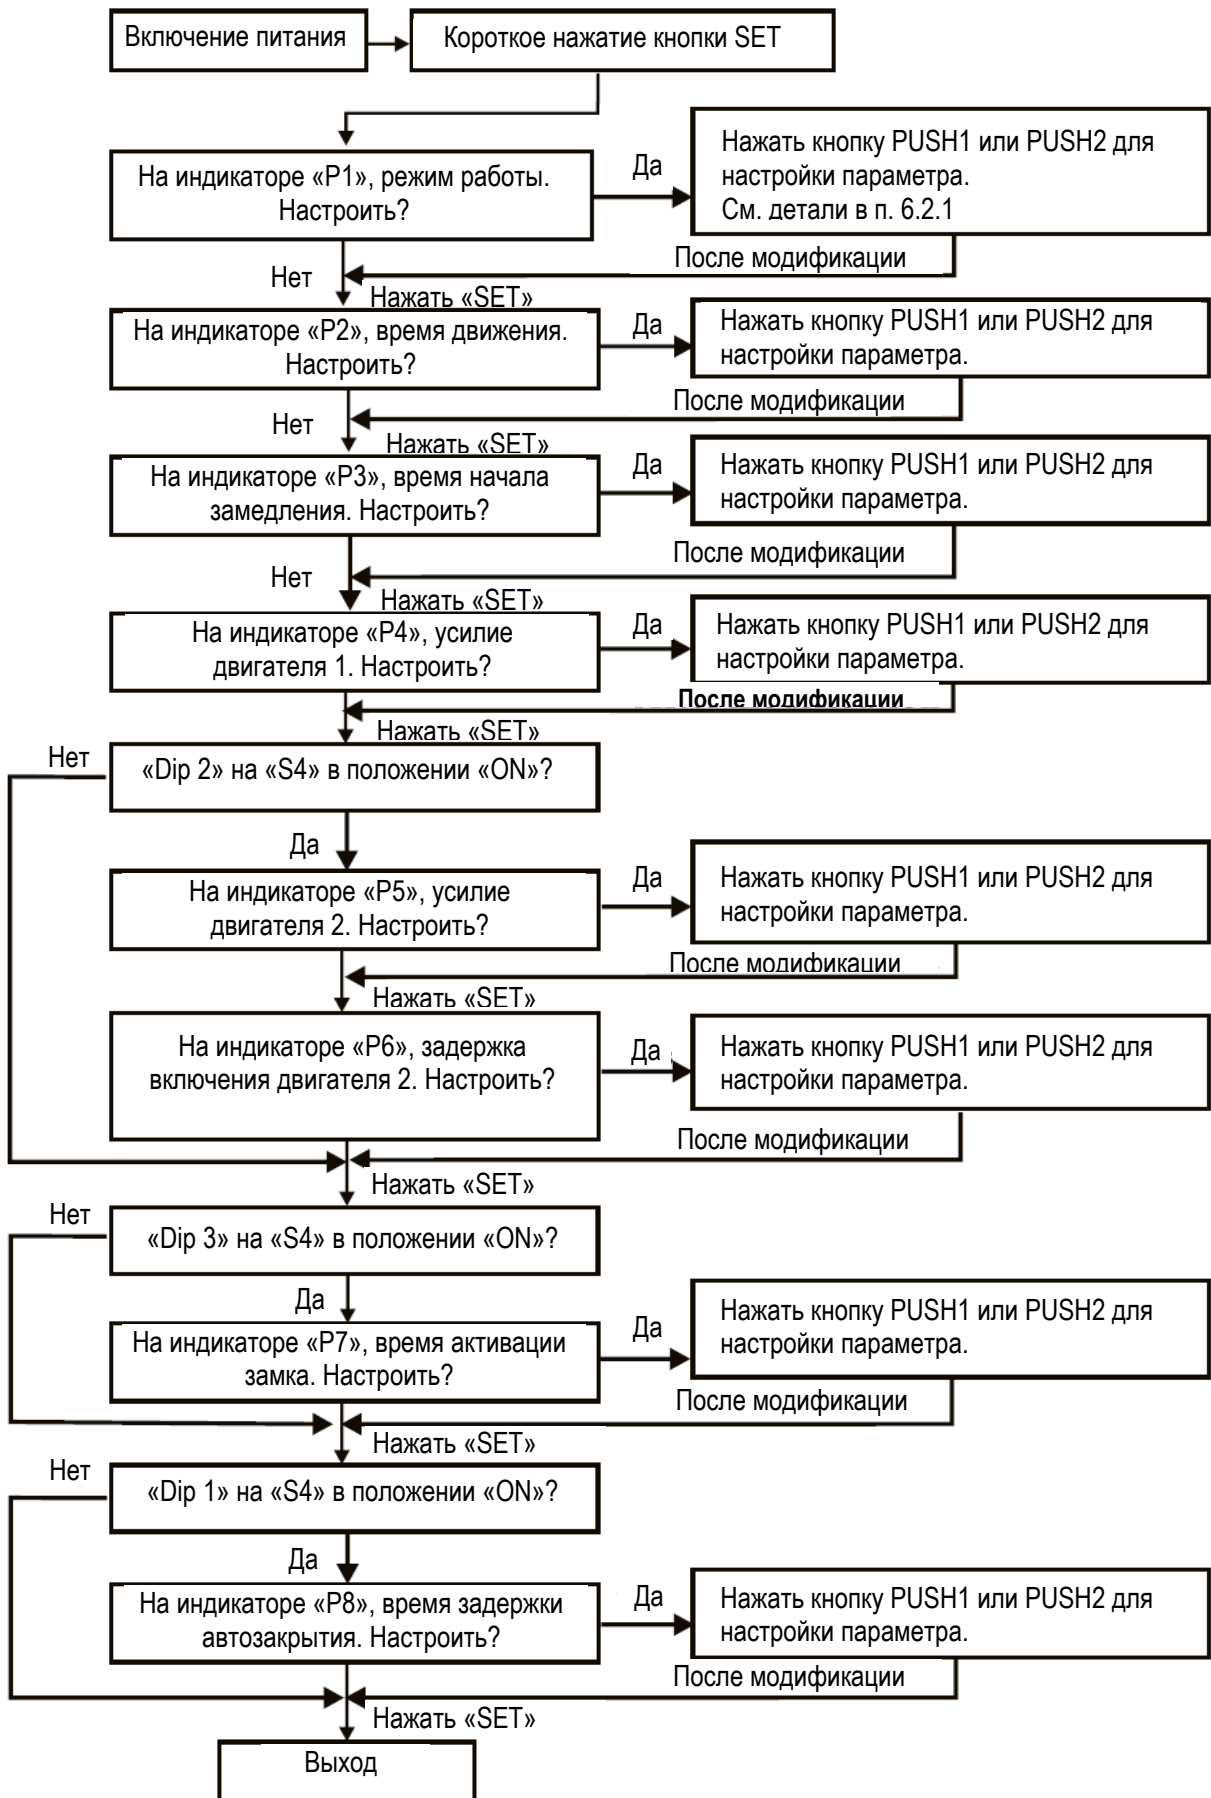 Включение питания
Короткое нажатие кнопки SET
На индикаторе «P1», режим работы.
Настроить?
Да
Нажать кнопку PUSH1 или PUSH2 для
настройки параметра.
См. детали в п. 6.2.1
После модификации
Нет
Нажать «SET»
На индикаторе «P2», время движения.
Настроить?
Да
Нажать кнопку PUSH1 или PUSH2 для
настройки параметра.
После модификации
Нет
Нажать «SET»
На индикаторе «P3», время начала
замедления. Настроить?
Да
Нажать кнопку PUSH1 или PUSH2 для
настройки параметра.
После модификации
Нет
Нажать «SET»
На индикаторе «P4», усилие
двигателя 1. Настроить?
Да
Нажать кнопку PUSH1 или PUSH2 для
настройки параметра.
После модификации
Нажать «SET»
Нет
«Dip 2» на «S4» в положении «ON»?
Да
На индикаторе «P5», усилие
двигателя 2. Настроить?
Да
Нажать кнопку PUSH1 или PUSH2 для
настройки параметра.
После модификации
Нажать «SET»
На индикаторе «P6», задержка
включения двигателя 2. Настроить?
Да
Нажать кнопку PUSH1 или PUSH2 для
настройки параметра.
После модификации
Нажать «SET»
Нет
«Dip 3» на «S4» в положении «ON»?
Да
На индикаторе «P7», время активации
замка. Настроить?
Да
Нажать кнопку PUSH1 или PUSH2 для
настройки параметра.
После модификации
Нажать «SET»
Нет
«Dip 1» на «S4» в положении «ON»?
Да
На индикаторе «P8», время задержки
автозакрытия. Настроить?
Да
Нажать кнопку PUSH1 или PUSH2 для
настройки параметра.
После модификации
Нажать «SET»
Выход